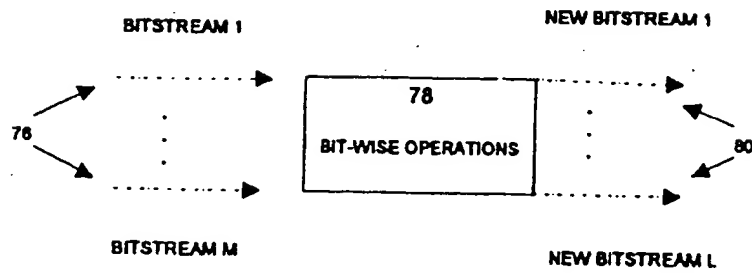 BITSTREAM 1
NEW BITSTREAM 1
78
76
BIT-WISE OPERATIONS
80
BITSTREAM M
NEW BITSTREAM L